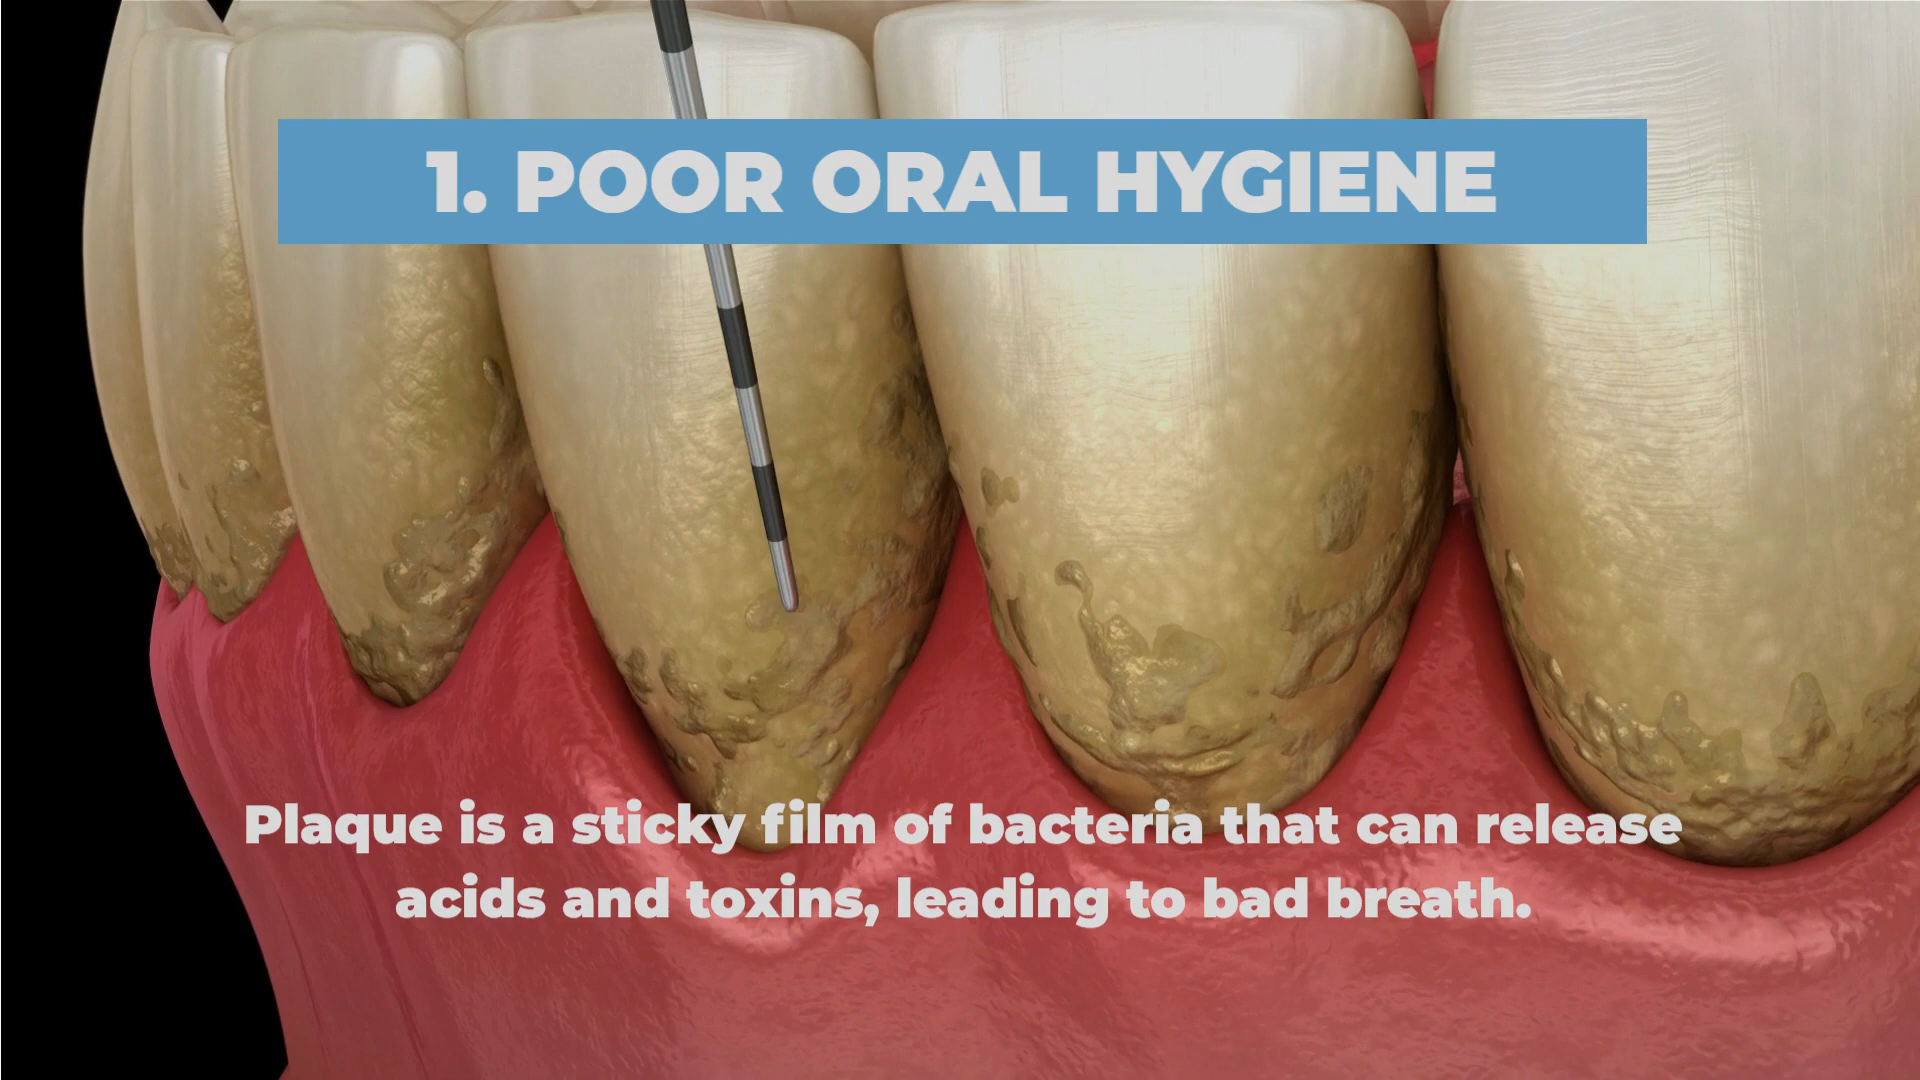 1. POOR ORAL HYGIENE
Plaque is a sticky film of bacteria that can release
acids and toxins, leading to bad breath.